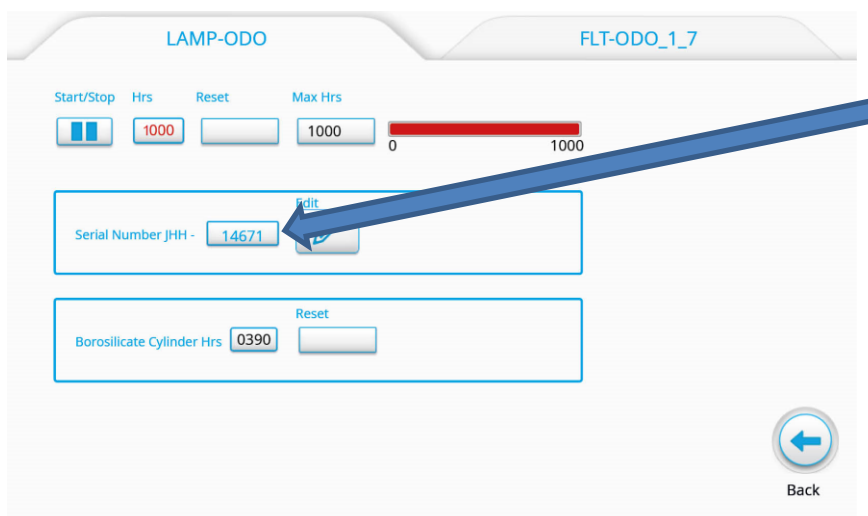 LAMP-ODO FLT-ODO_1_7
Start/Stop Hrs Reset Max Hrs
1000 1000
0 1000
Edit
Serial Number JHH - 14671
Reset
Borosilicate Cylinder Hrs 0390
Back